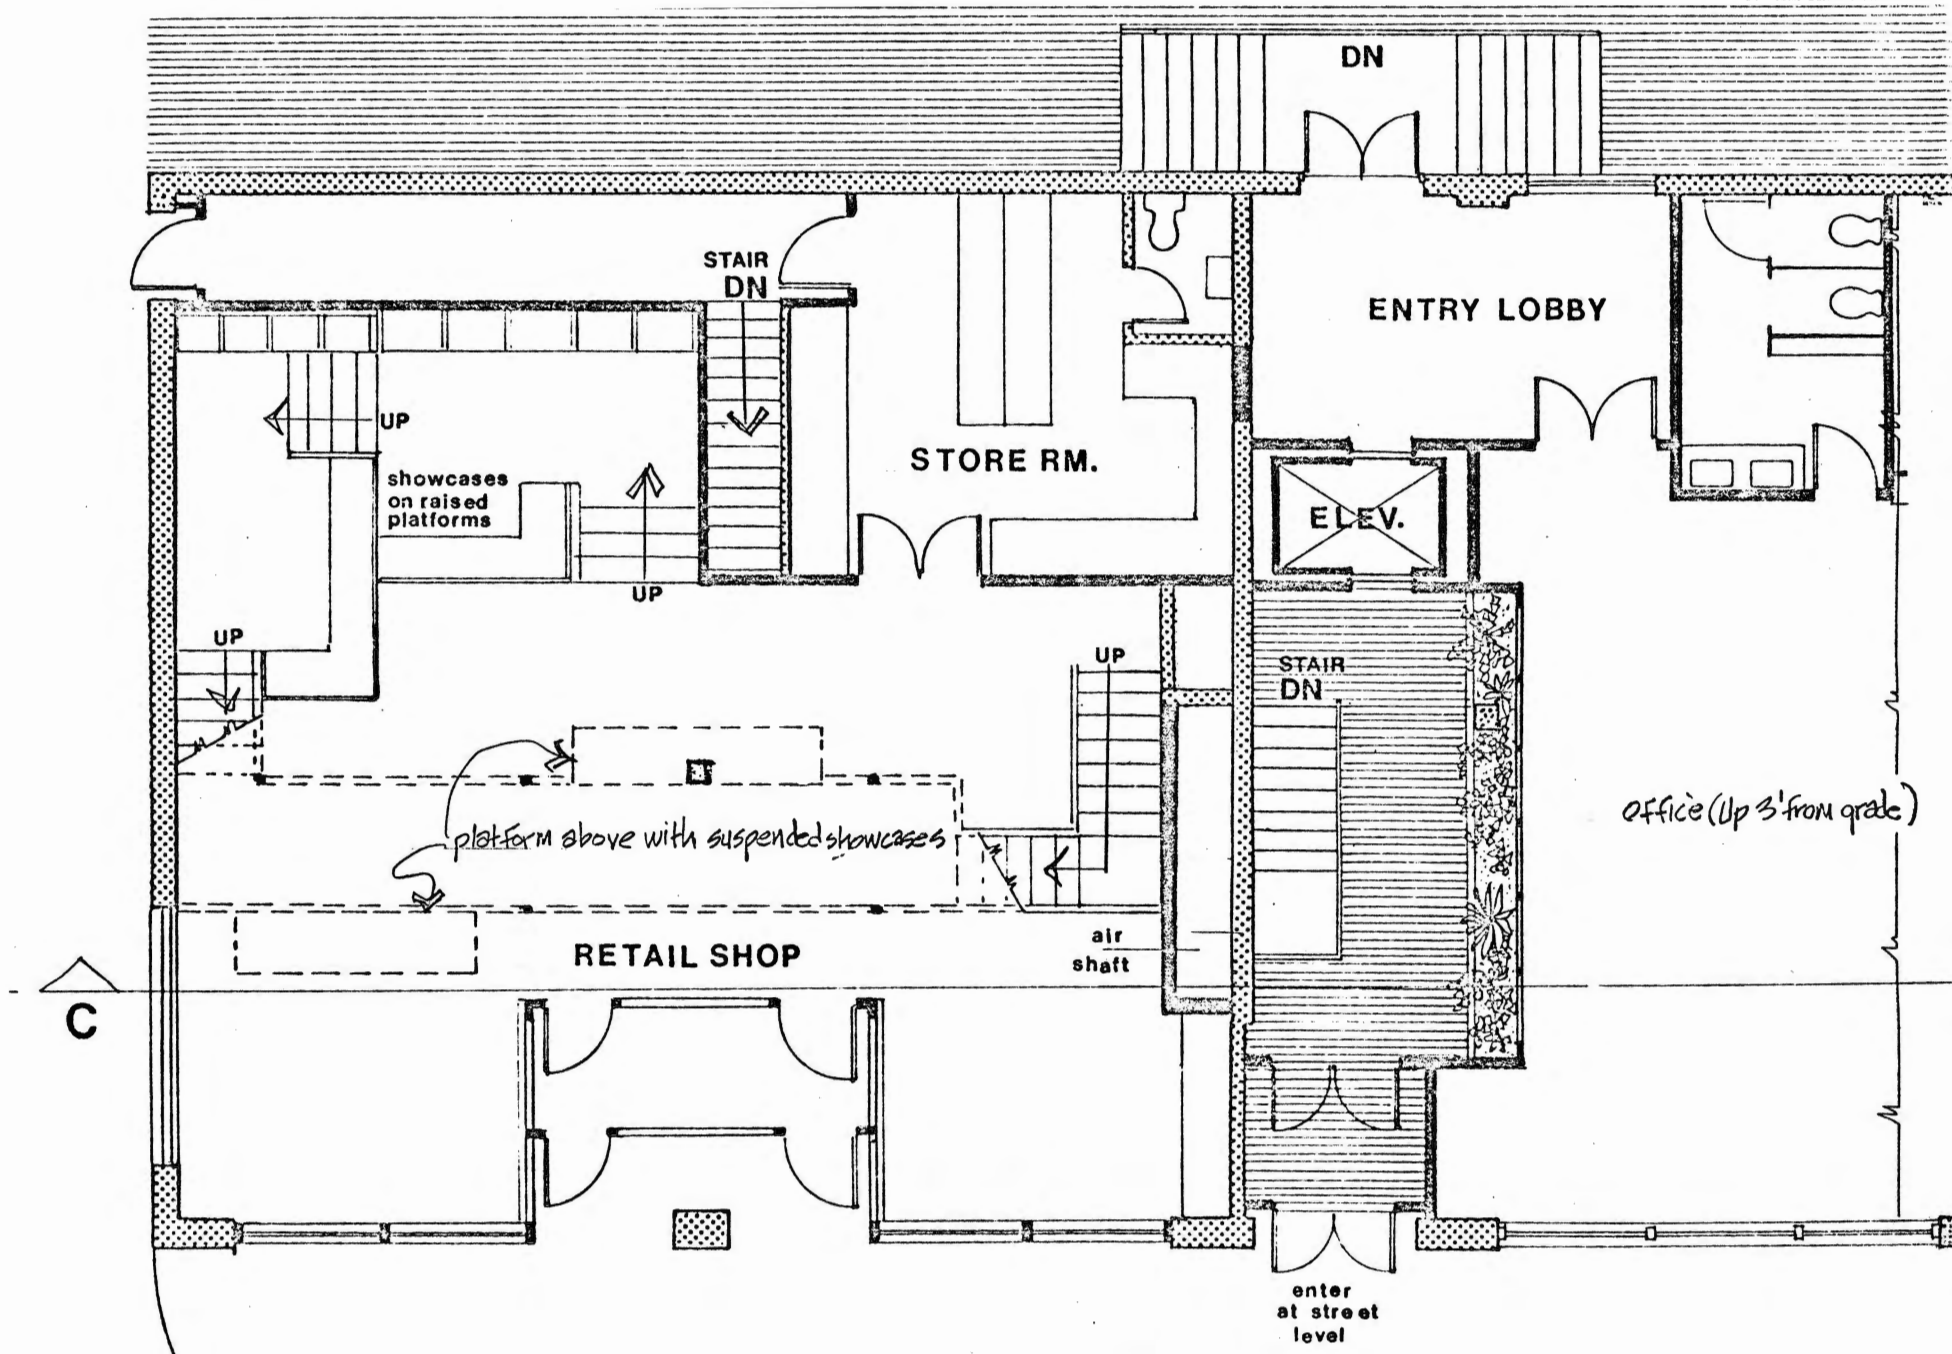 DN
STAIR
DN
ENTRY LOBBY
UP
STORE RM.
showcases
on raised
platforms
ELEV.
UP
UP
UP
STAIR
DN
office (Up 3' from grade)
platform above with suspended showcases
RETAIL SHOP
air
shaft
C
enter
at street
level